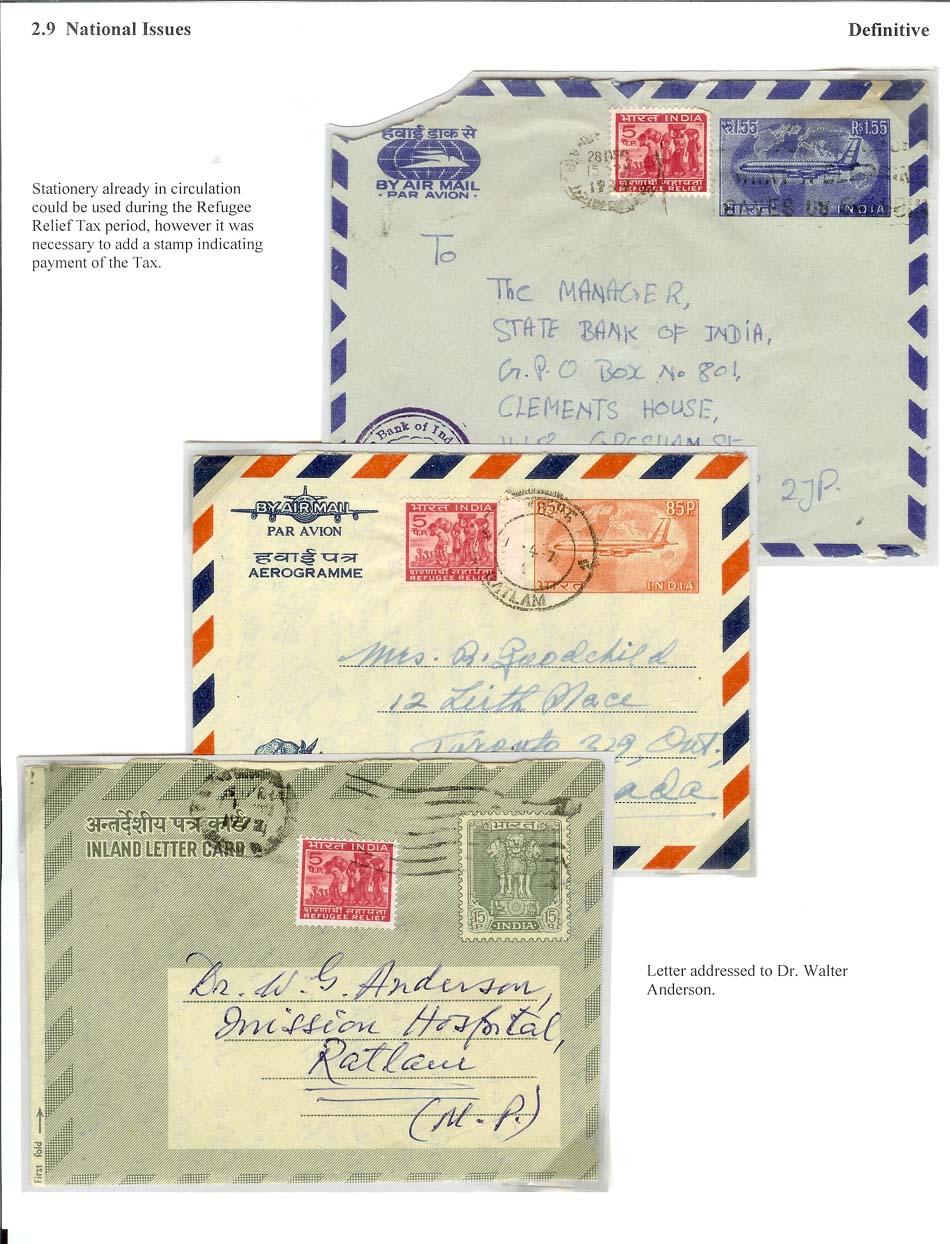 2.9 National Issues
Definitive
Stationery already in circulation
could be used during the Refugee
Relief Tax period, however it was
necessary to add a stamp indicating
payment of the Tax.
हवाई डाक से
BY AIR MAIL
· PAR AVION ·
भारत INDIA
5
P.पै.
शरणार्थी सहायता
REFUGEE RELIEF
रु1.55
Rs1.55
भारत INDIA
28 DEC
To
The MANAGER,
STATE BANK OF INDIA,
G.P.O BOX No 801,
CLEMENTS HOUSE,
GRESHAM ST
2JP.
Bank of Ind
BY AIR MAIL
PAR AVION
हवाई पत्र
AEROGRAMME
भारत INDIA
5
P.पै.
शरणार्थी सहायता
REFUGEE RELIEF
85प
85P
भारत INDIA
RATLAM
Mrs. B. Goodchild
12 Leith Place
Toronto 329, Ont.
ada
अन्तर्देशीय पत्र कार्ड
INLAND LETTER CARD
भारत INDIA
5
P.पै.
शरणार्थी सहायता
REFUGEE RELIEF
भारत
15
15
·INDIA·
Dr. W. G. Anderson,
Mission Hospital,
Ratlam
(M.P.)
First fold
Letter addressed to Dr. Walter
Anderson.